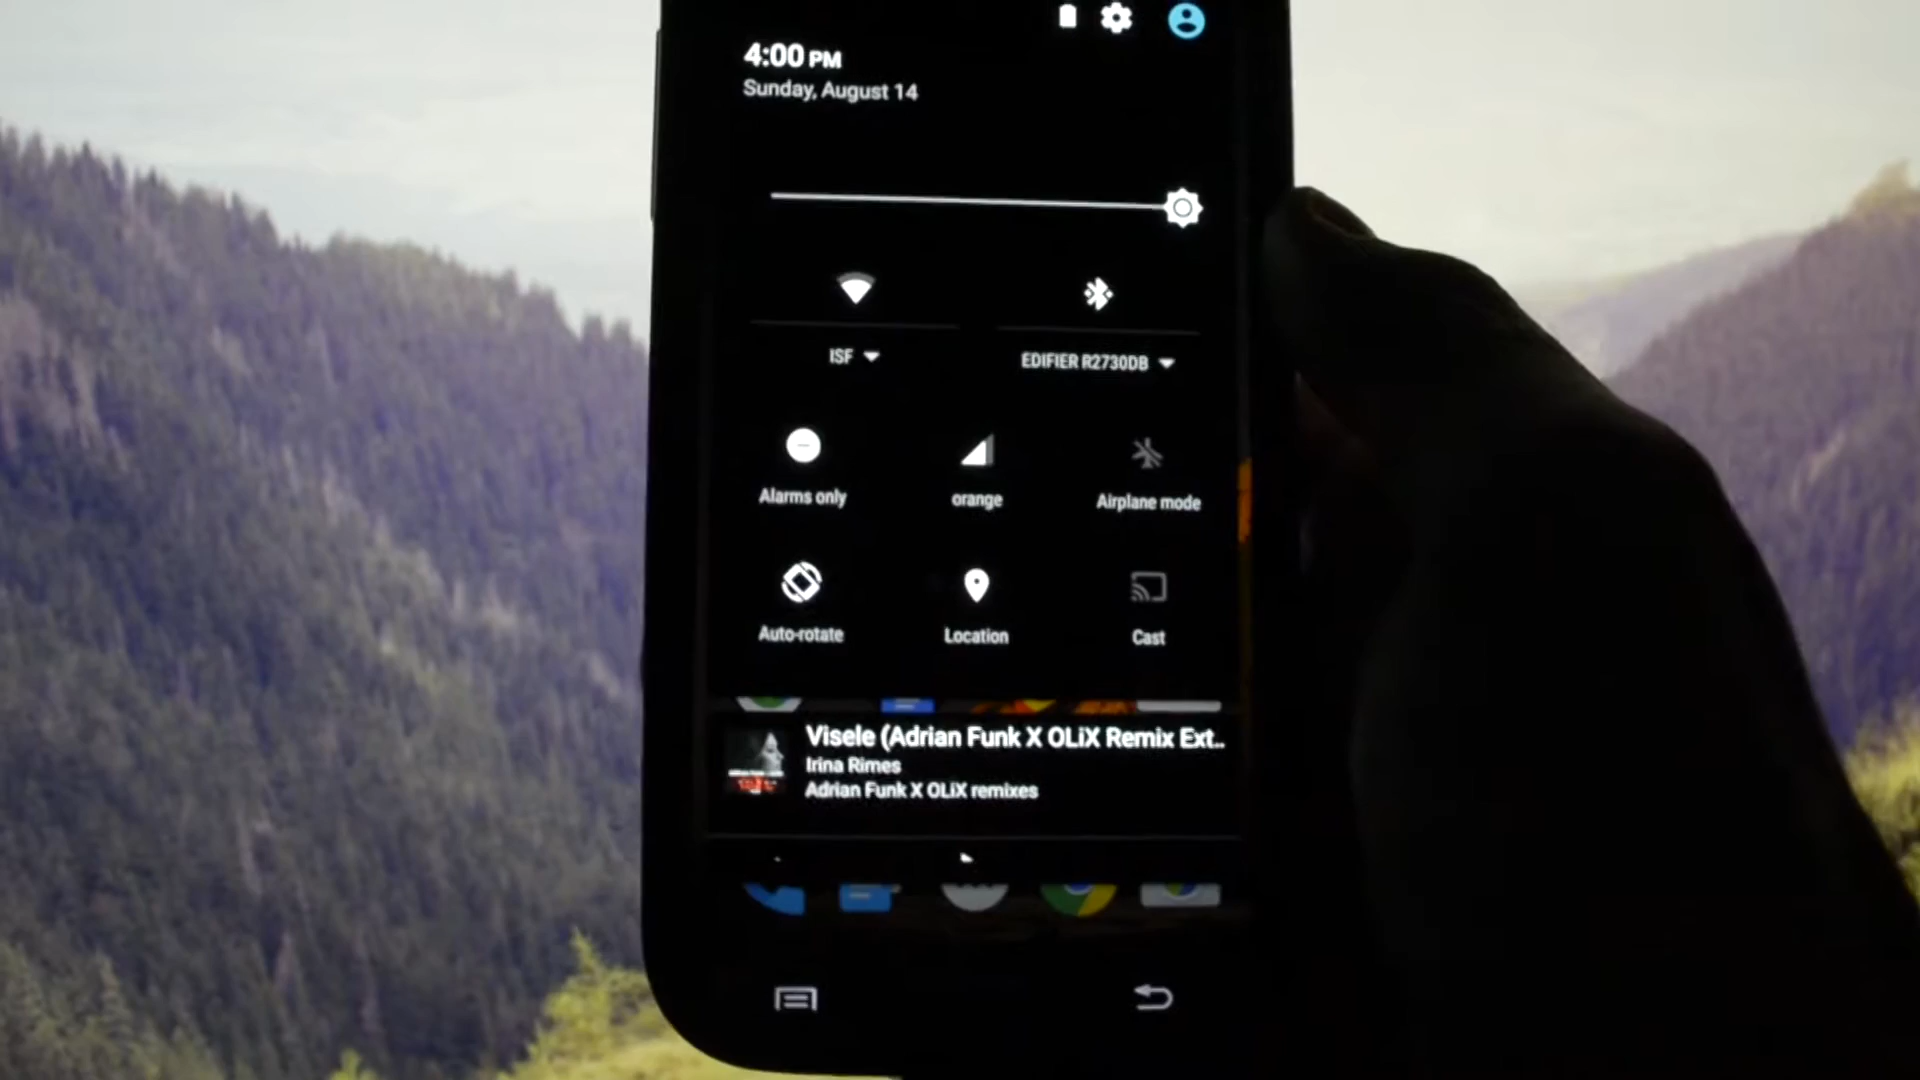 4:00 PM
Sunday, August 14
ISF
EDIFIER R2730DB
Alarms only
orange
Airplane mode
Auto-rotate
Location
Cast
Visele (Adrian Funk X OLiX Remix Ext..
Irina Rimes
Adrian Funk X OLiX remixes